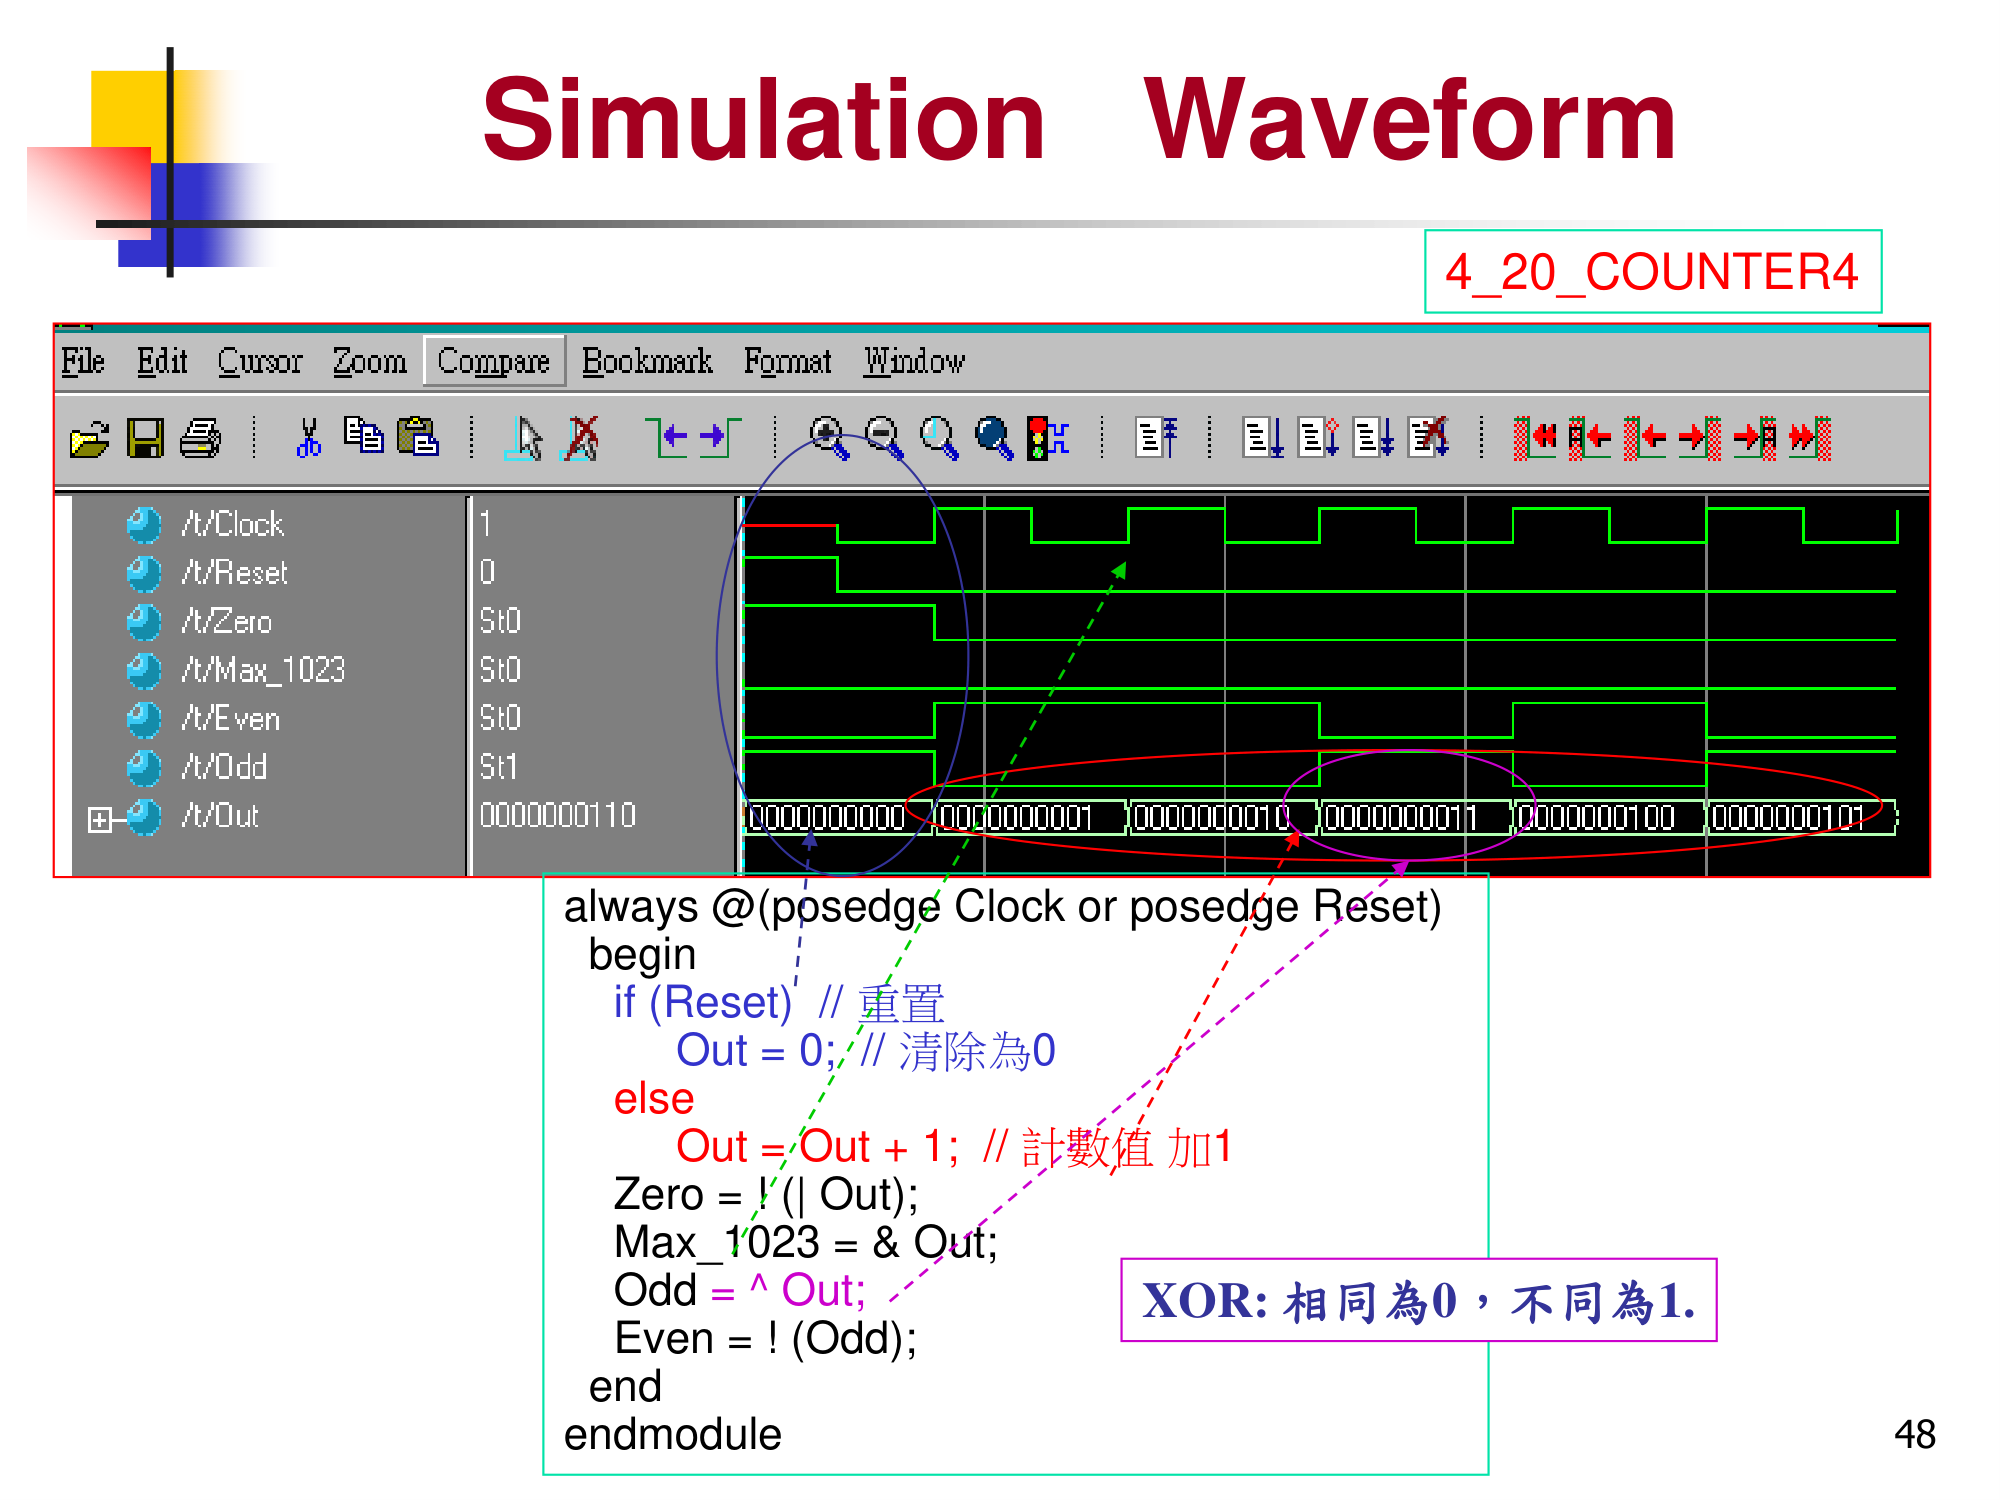 Simulation Waveform
4_20_COUNTER4
File Edit Cursor Zoom Compare Bookmark Format Window
/t/Clock 1
/t/Reset 0
/t/Zero St0
/t/Max_1023 St0
/t/Even St0
/t/Odd St1
/t/Out 0000000110 0000000000 0000000001 0000000010 0000000011 0000000100 0000000101
always @(posedge Clock or posedge Reset)
begin
if (Reset) // 重置
Out = 0; // 清除為0
else
Out = Out + 1; // 計數值 加1
Zero = ! (| Out);
Max_1023 = & Out;
Odd = ^ Out;
Even = ! (Odd);
end
endmodule
XOR: 相同為0，不同為1.
48